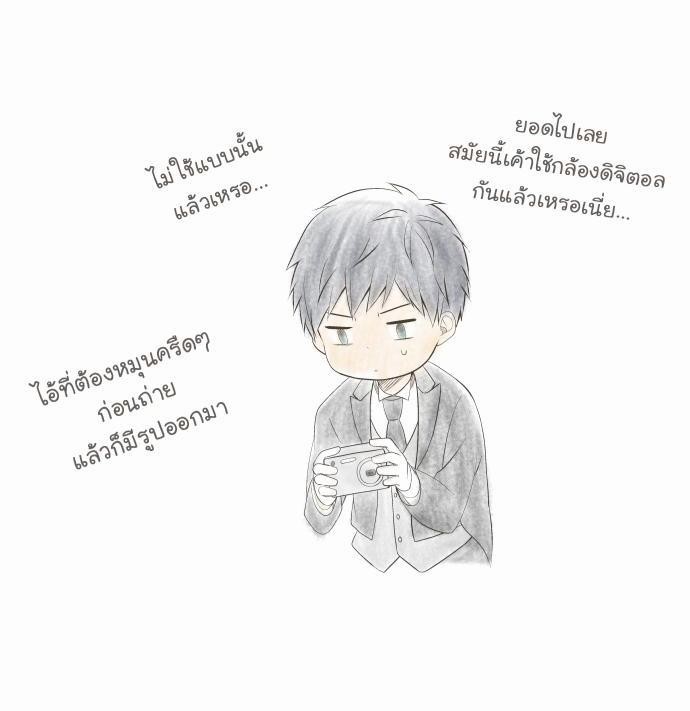 ยอดไปเลย
สมัยนี้เค้าใช้กล้องดิจิตอล
กันแล้วเหรอเนี่ย...
ไม่ใช้แบบนั้น
แล้วเหรอ...
ไอ้ที่ต้องหมุนครืดๆ
ก่อนถ่าย
แล้วก็มีรูปออกมา